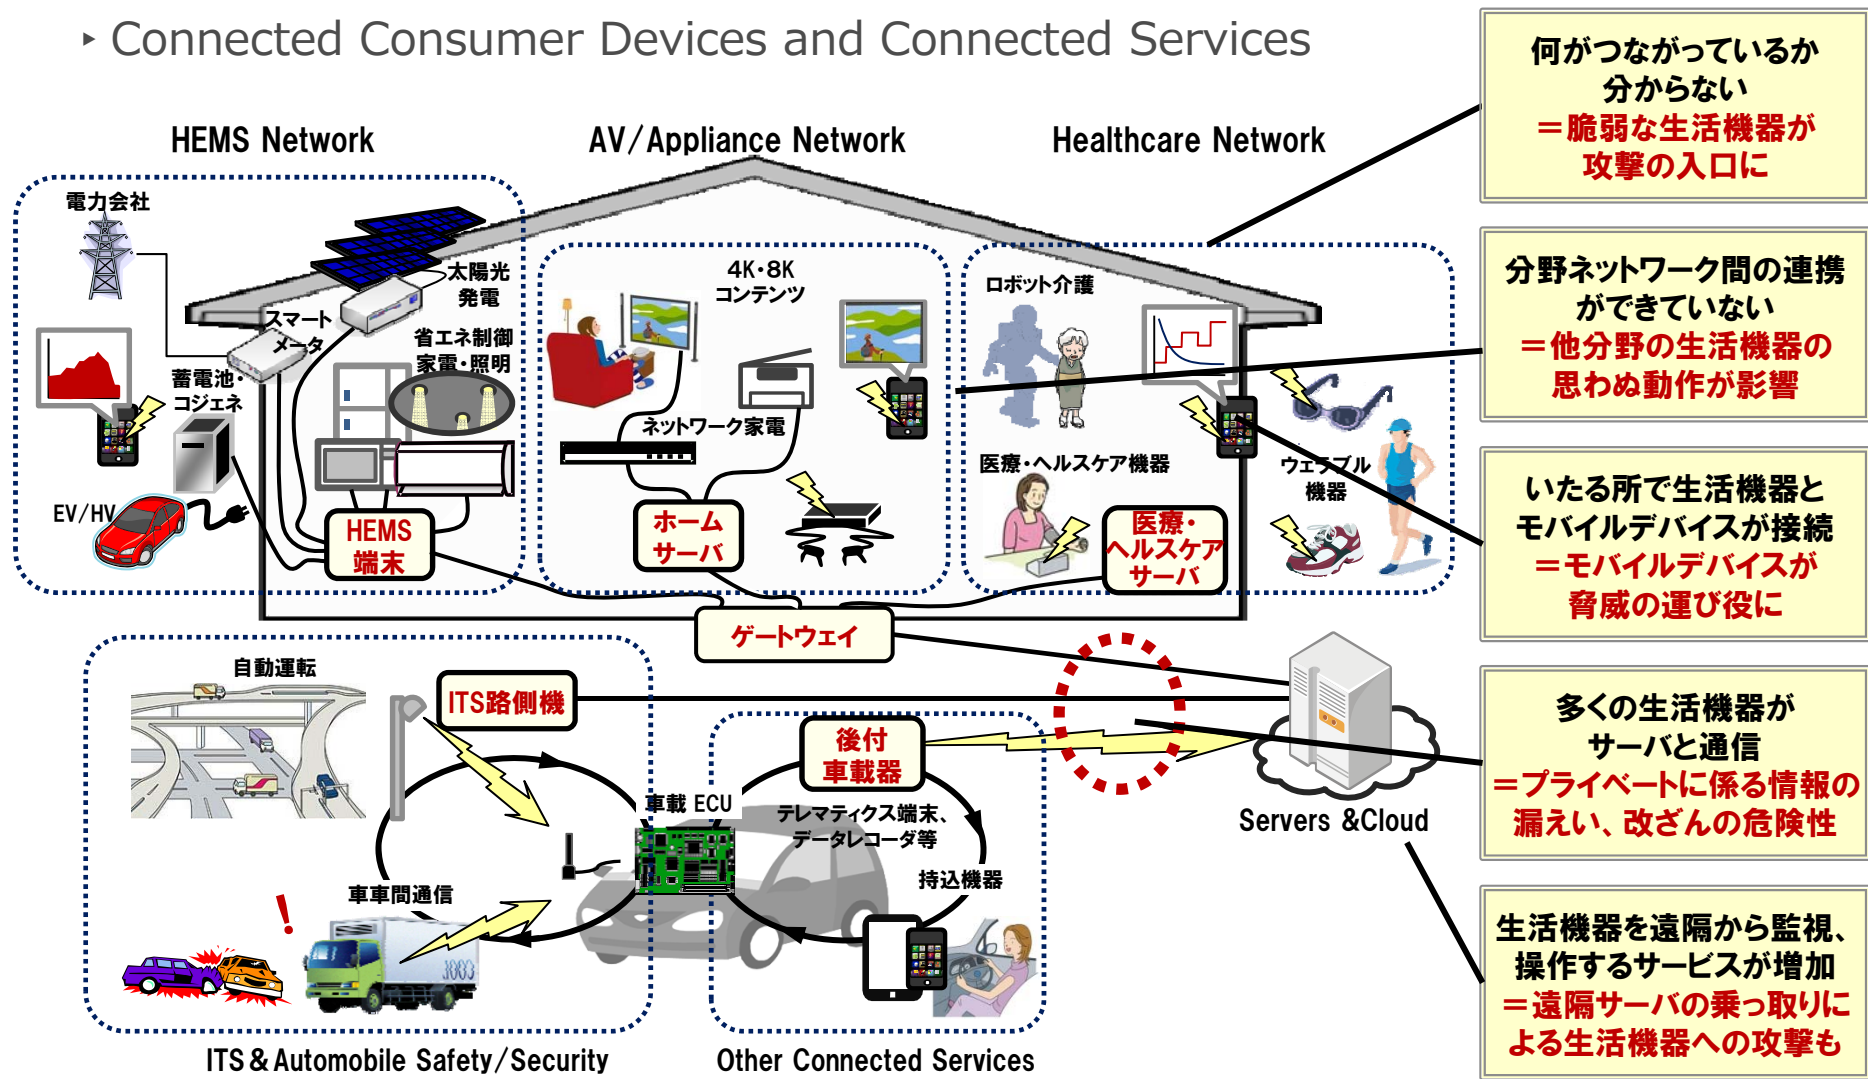 ‣ Connected Consumer Devices and Connected Services
HEMS Network
AV/Appliance Network
Healthcare Network
電力会社
太陽光
発電
スマート
メータ
省エネ制御
家電・照明
蓄電池・
コジェネ
EV/HV
HEMS
端末
4K・8K
コンテンツ
ネットワーク家電
ホーム
サーバ
ロボット介護
医療・ヘルスケア機器
ウェラブル
機器
医療・
ヘルスケア
サーバ
ゲートウェイ
自動運転
ITS路側機
後付
車載器
車載 ECU
テレマティクス端末、
データレコーダ等
持込機器
車車間通信
!
3003
Servers &Cloud
ITS&Automobile Safety/Security
Other Connected Services
何がつながっているか
分からない
=脆弱な生活機器が
攻撃の入口に
分野ネットワーク間の連携
ができていない
=他分野の生活機器の
思わぬ動作が影響
いたる所で生活機器と
モバイルデバイスが接続
=モバイルデバイスが
脅威の運び役に
多くの生活機器が
サーバと通信
=プライベートに係る情報の
漏えい、改ざんの危険性
生活機器を遠隔から監視、
操作するサービスが増加
=遠隔サーバの乗っ取りに
よる生活機器への攻撃も